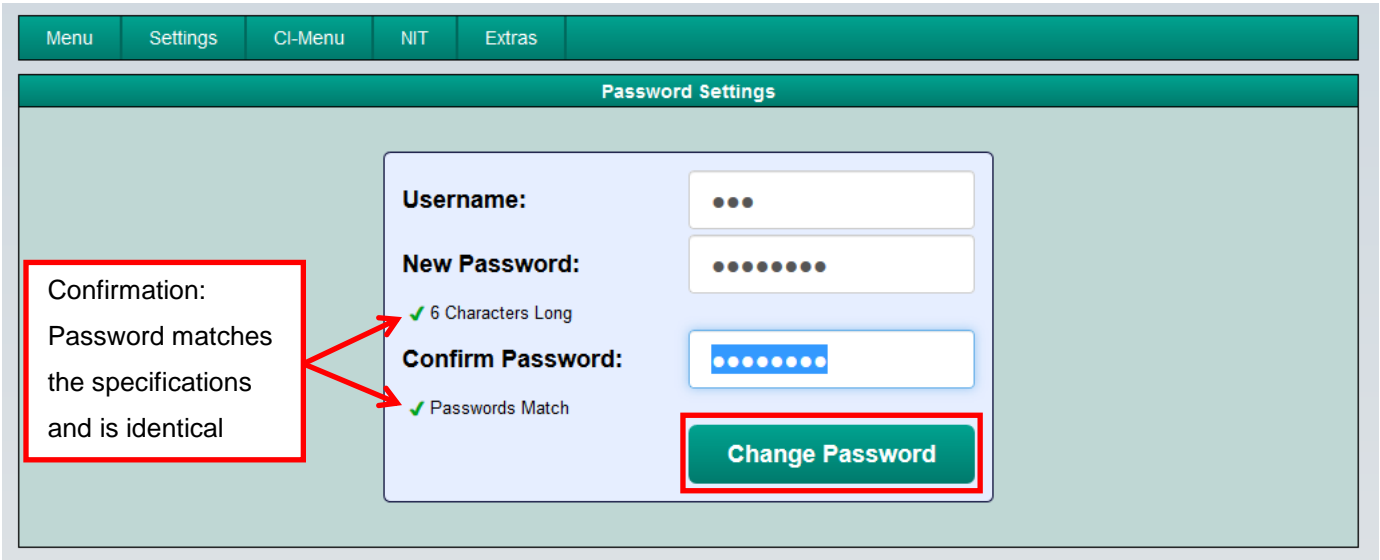 Menu Settings CI-Menu NIT Extras
Password Settings
Username: ●●●
New Password: ●●●●●●●●
✓ 6 Characters Long
Confirm Password: ●●●●●●●●
✓ Passwords Match
Change Password
Confirmation:
Password matches
the specifications
and is identical